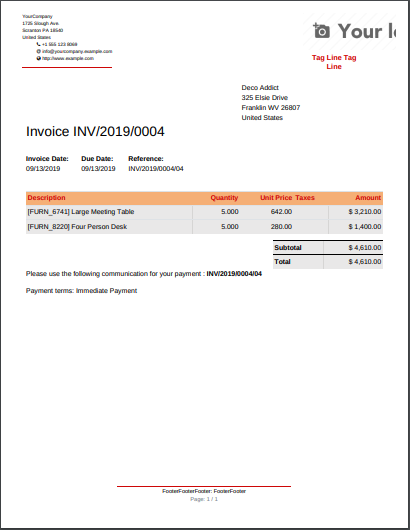 YourCompany
1725 Slough Ave.
Scranton PA 18540
United States
+1 555 123 8069
info@yourcompany.example.com
http://www.example.com
Your lo
Tag Line Tag
Line
Deco Addict
325 Elsie Drive
Franklin WV 26807
United States
Invoice INV/2019/0004
Invoice Date: Due Date: Reference:
09/13/2019 09/13/2019 INV/2019/0004/04
Description Quantity Unit Price Taxes Amount
[FURN_6741] Large Meeting Table 5.000 642.00 $ 3,210.00
[FURN_8220] Four Person Desk 5.000 280.00 $ 1,400.00
Subtotal $ 4,610.00
Total $ 4,610.00
Please use the following communication for your payment : INV/2019/0004/04
Payment terms: Immediate Payment
FooterFooterFooter: FooterFooter
Page: 1 / 1